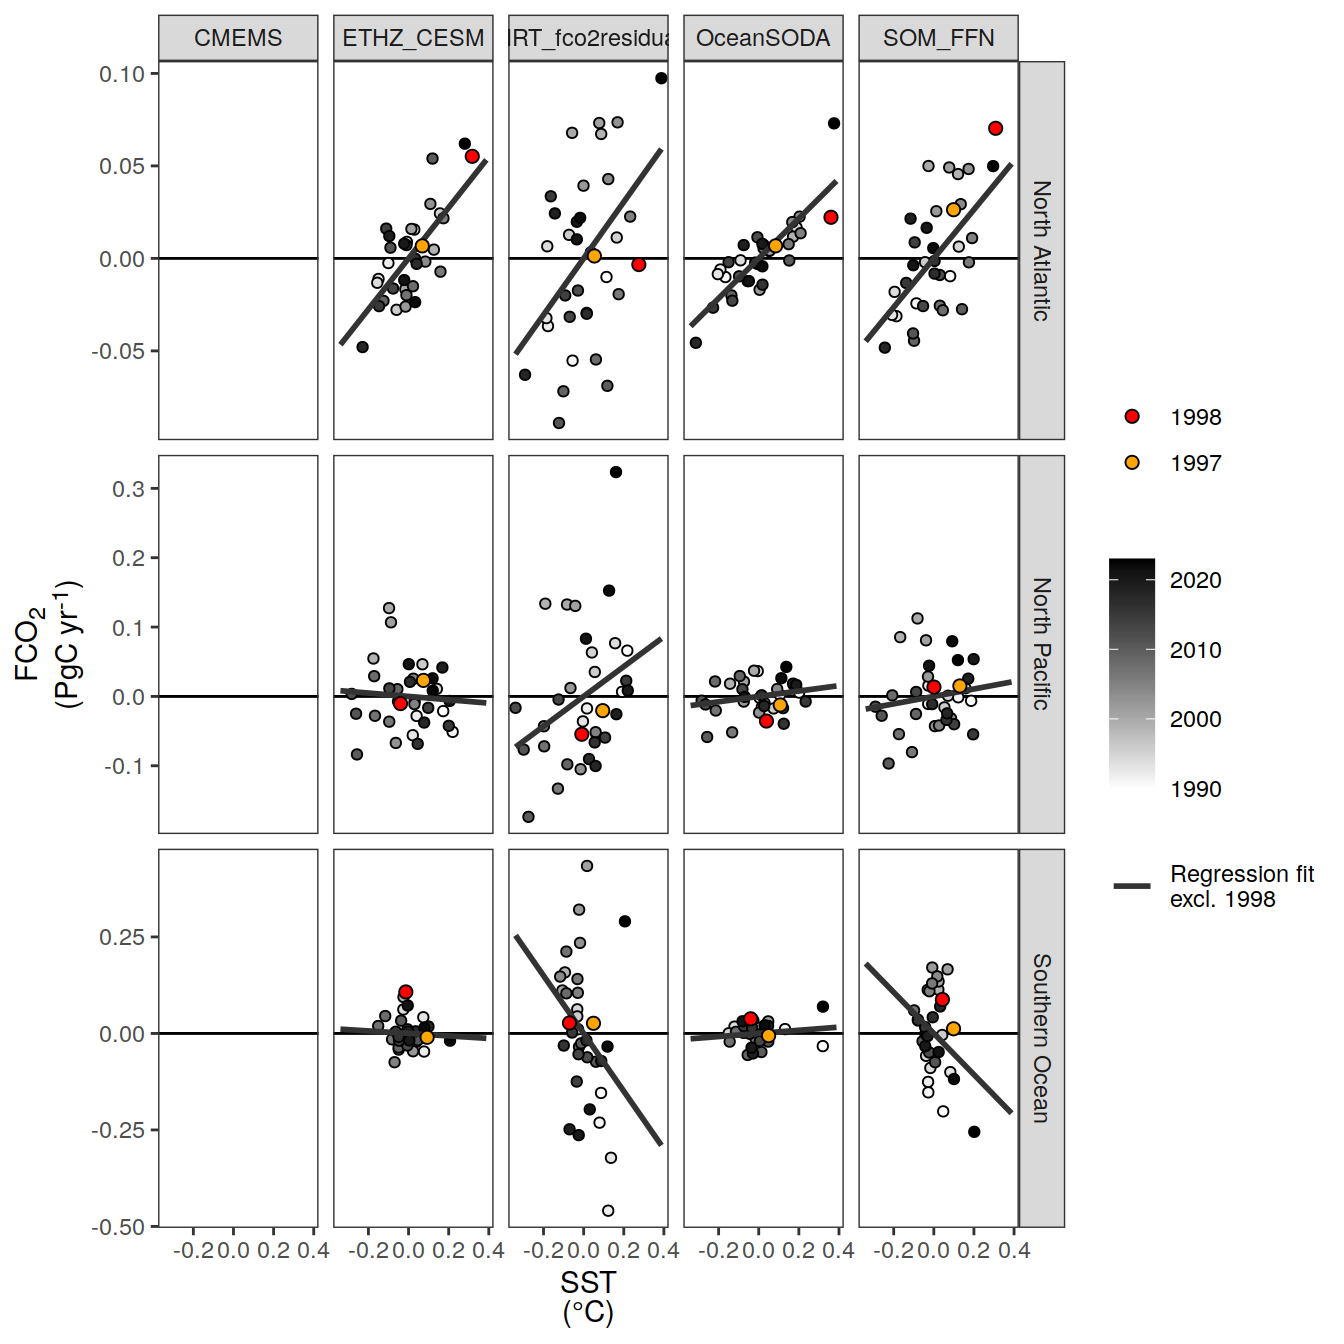 CMEMS ETHZ_CESM IRT_fco2residua OceanSODA SOM_FFN
0.10
0.05
0.00
-0.05
North Atlantic
0.3
0.2
0.1
0.0
-0.1
North Pacific
0.25
0.00
-0.25
-0.50
Southern Ocean
FCO2
(PgC yr-1)
-0.2 0.0 0.2 0.4 -0.2 0.0 0.2 0.4 -0.2 0.0 0.2 0.4 -0.2 0.0 0.2 0.4 -0.2 0.0 0.2 0.4
SST
(°C)
1998
1997
2020
2010
2000
1990
Regression fit
excl. 1998